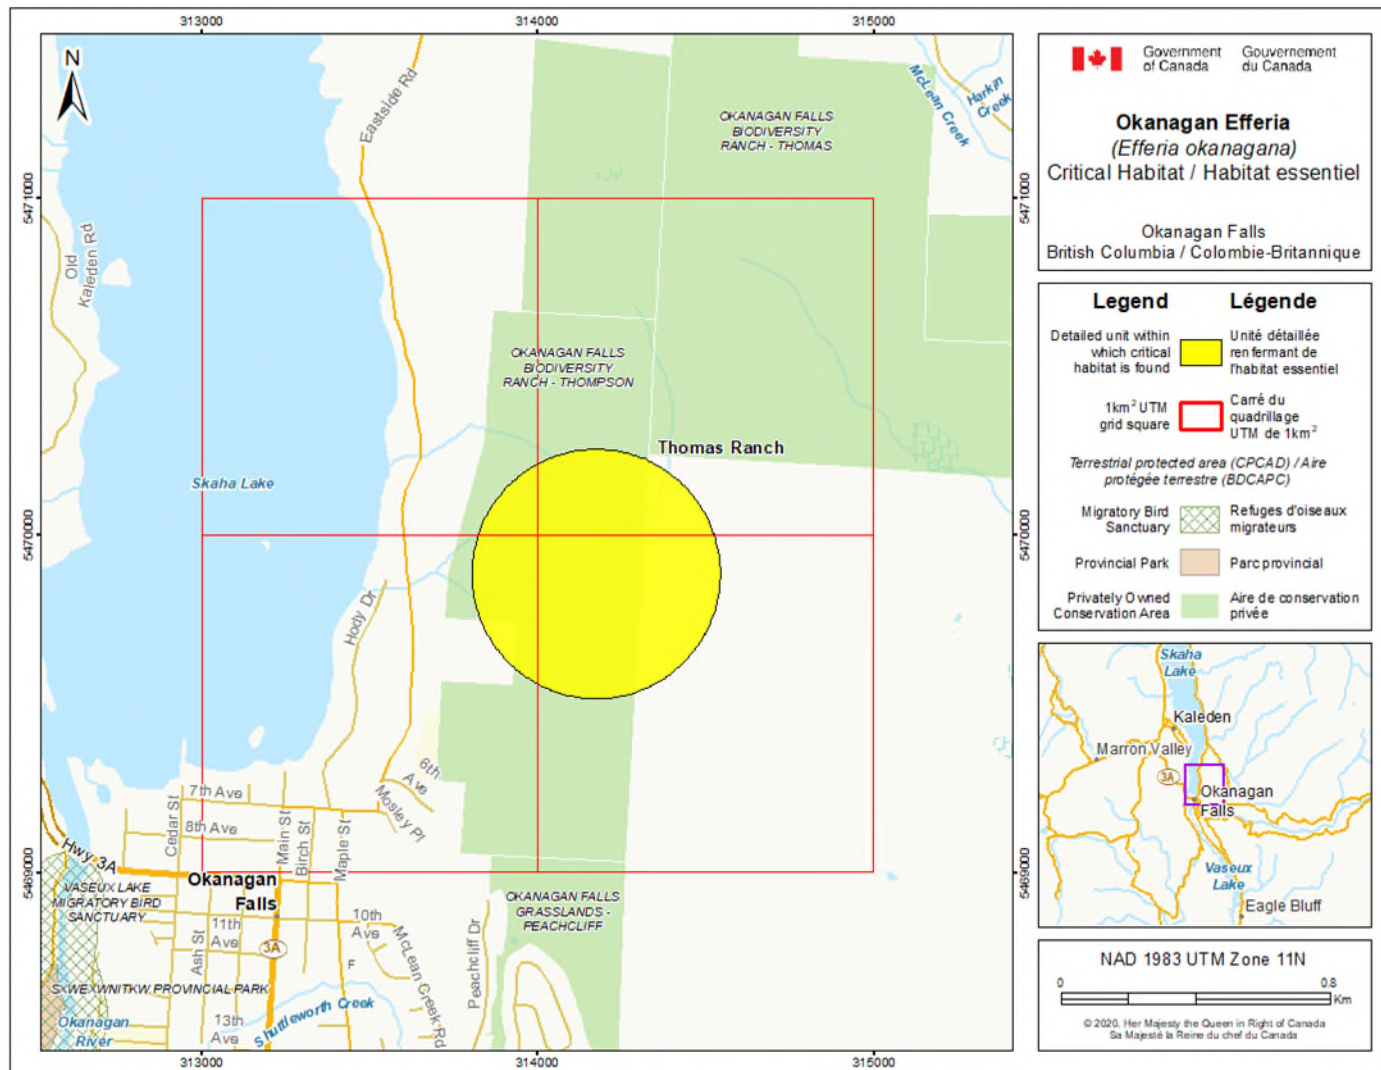 313000
314000
315000
5471000
5470000
5469000
5471000
5470000
5469000
313000
314000
315000
N
Eastside Rd
McLean Creek
Harkin
Creek
OKANAGAN FALLS
BIODIVERSITY
RANCH - THOMAS
Old
Kaleden Rd
OKANAGAN FALLS
BIODIVERSITY
RANCH - THOMPSON
Thomas Ranch
Skaha Lake
Hody Dr
6th
Ave
Mosley Pl
7th Ave
8th Ave
Cedar St
Main St
Birch St
Maple St
Hwy 3A
Okanagan
Falls
VASEUX LAKE
MIGRATORY BIRD
SANCTUARY
OKANAGAN FALLS
GRASSLANDS -
PEACHCLIFF
11th
Ave
10th
Ave
Ash St
3A
F
McLean Creek Rd
Peachcliff Dr
SXWEXWNITKW PROVINCIAL PARK
Okanagan
River
13th
Ave
Shuttleworth Creek
Government
of Canada
Gouvernement
du Canada
Okanagan Efferia
(Efferia okanagana)
Critical Habitat / Habitat essentiel
Okanagan Falls
British Columbia / Colombie-Britannique
Legend
Légende
Detailed unit within
which critical
habitat is found
Unité détaillée
renfermant de
l'habitat essentiel
1km² UTM
grid square
Carré du
quadrillage
UTM de 1km²
Terrestrial protected area (CPCAD) / Aire
protégée terrestre (BDCAPC)
Migratory Bird
Sanctuary
Refuges d'oiseaux
migrateurs
Provincial Park
Parc provincial
Privately Owned
Conservation Area
Aire de conservation
privée
Skaha
Lake
Kaleden
Marron Valley
3A
Okanagan
Falls
Vaseux
Lake
Eagle Bluff
NAD 1983 UTM Zone 11N
0
0.8
Km
© 2020. Her Majesty the Queen in Right of Canada
Sa Majesté la Reine du chef du Canada